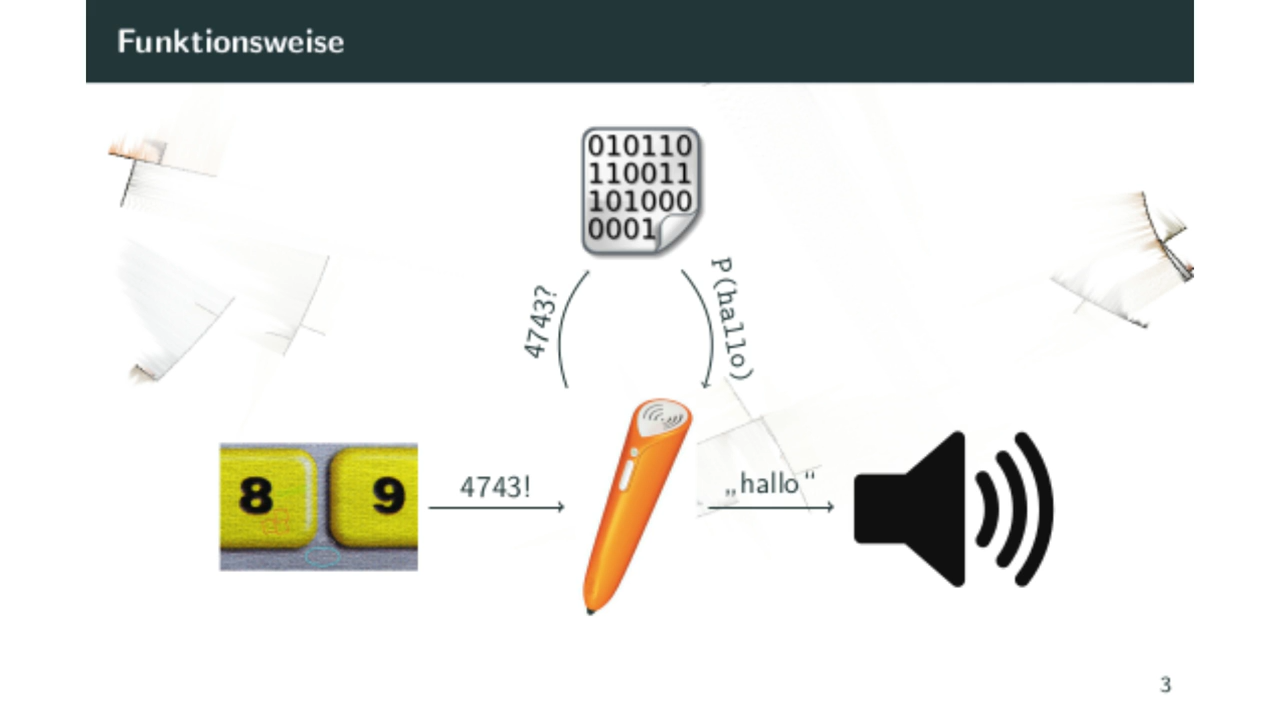 Funktionsweise
010110
110011
101000
0001
4743?
P(hallo)
8 9
4743!
„hallo“
3